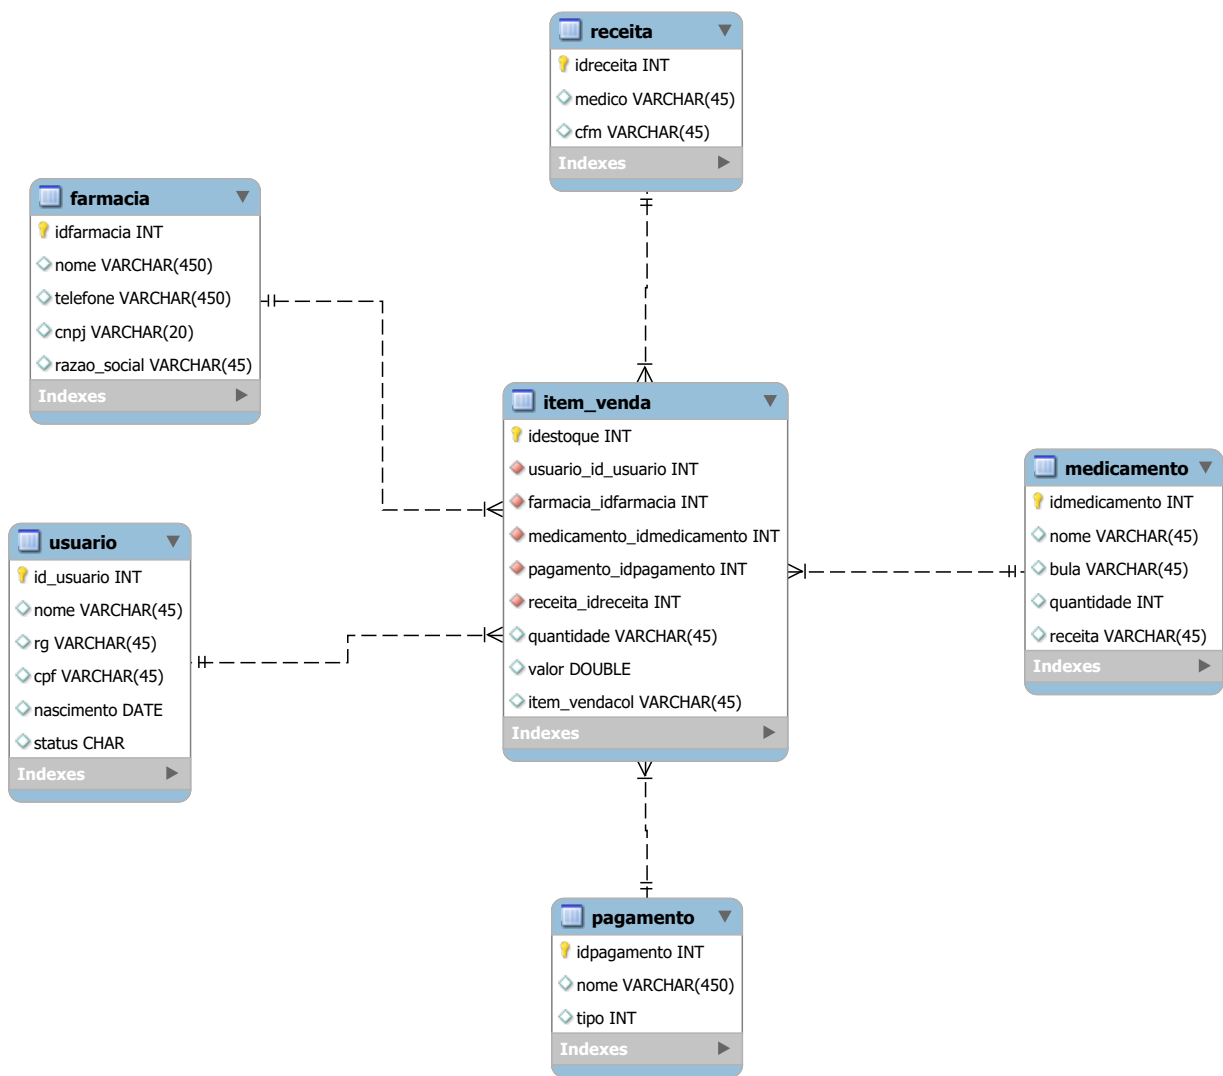 receita
idreceita INT
medico VARCHAR(45)
cfm VARCHAR(45)
Indexes
farmacia
idfarmacia INT
nome VARCHAR(450)
telefone VARCHAR(450)
cnpj VARCHAR(20)
razao_social VARCHAR(45)
Indexes
item_venda
idestoque INT
usuario_id_usuario INT
farmacia_idfarmacia INT
medicamento_idmedicamento INT
pagamento_idpagamento INT
receita_idreceita INT
quantidade VARCHAR(45)
valor DOUBLE
item_vendacol VARCHAR(45)
Indexes
medicamento
idmedicamento INT
nome VARCHAR(45)
bula VARCHAR(45)
quantidade INT
receita VARCHAR(45)
Indexes
usuario
id_usuario INT
nome VARCHAR(45)
rg VARCHAR(45)
cpf VARCHAR(45)
nascimento DATE
status CHAR
Indexes
pagamento
idpagamento INT
nome VARCHAR(450)
tipo INT
Indexes